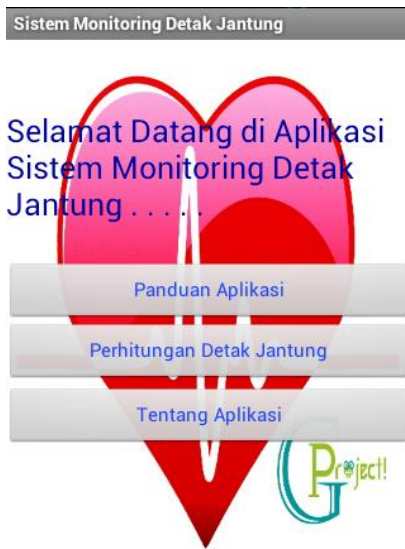 Sistem Monitoring Detak Jantung
Selamat Datang di Aplikasi
Sistem Monitoring Detak
Jantung . . . . .
Panduan Aplikasi
Perhitungan Detak Jantung
Tentang Aplikasi
G Project!